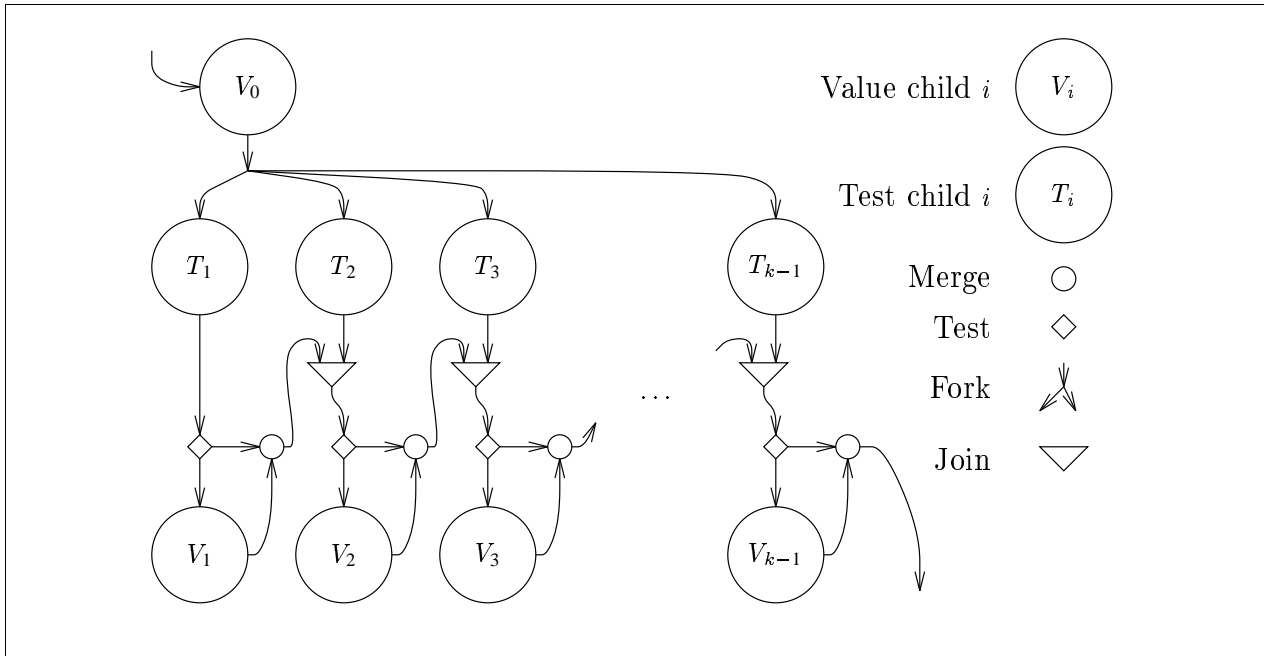 V₀
Value child i
Vᵢ
Test child i
Tᵢ
T₁
T₂
T₃
Tₖ₋₁
Merge
Test
Fork
...
Join
V₁
V₂
V₃
Vₖ₋₁